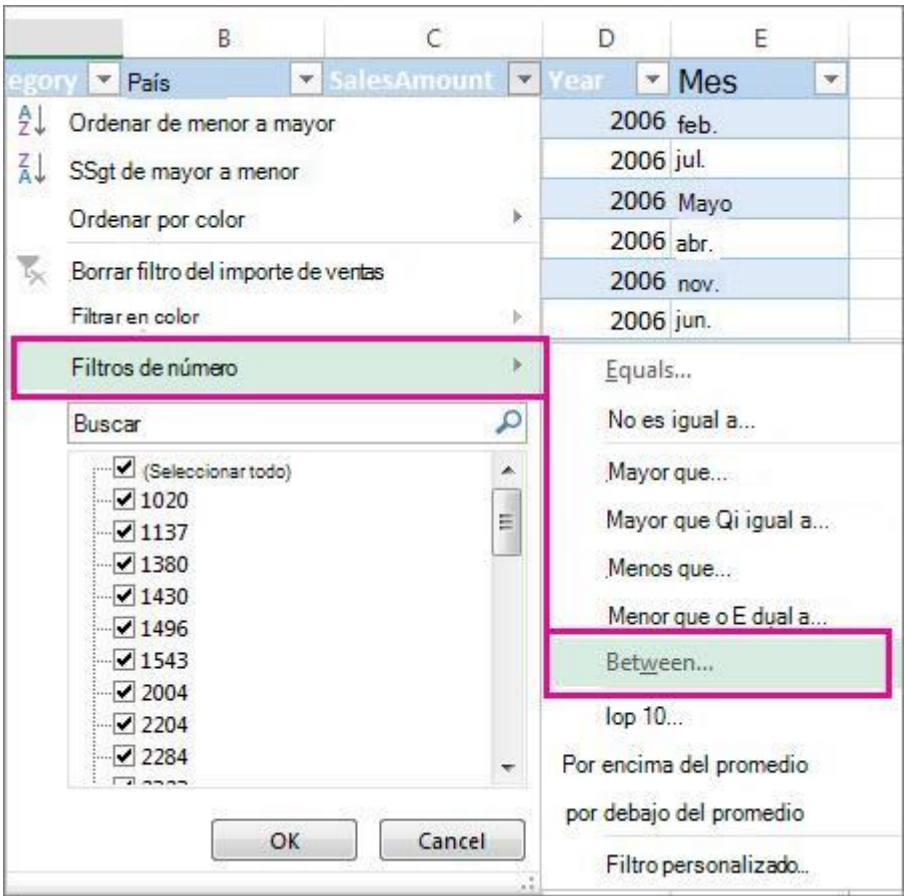 B C D E
egory País SalesAmount Year Mes
Ordenar de menor a mayor
SSgt de mayor a menor
Ordenar por color
Borrar filtro del importe de ventas
Filtrar en color
Filtros de número
Buscar
(Seleccionar todo)
1020
1137
1380
1430
1496
1543
2004
2204
2284
OK Cancel
2006 feb.
2006 jul.
2006 Mayo
2006 abr.
2006 nov.
2006 jun.
Equals...
No es igual a...
Mayor que...
Mayor que Qi igual a...
Menos que...
Menor que o E dual a...
Between...
Iop 10...
Por encima del promedio
por debajo del promedio
Filtro personalizado...